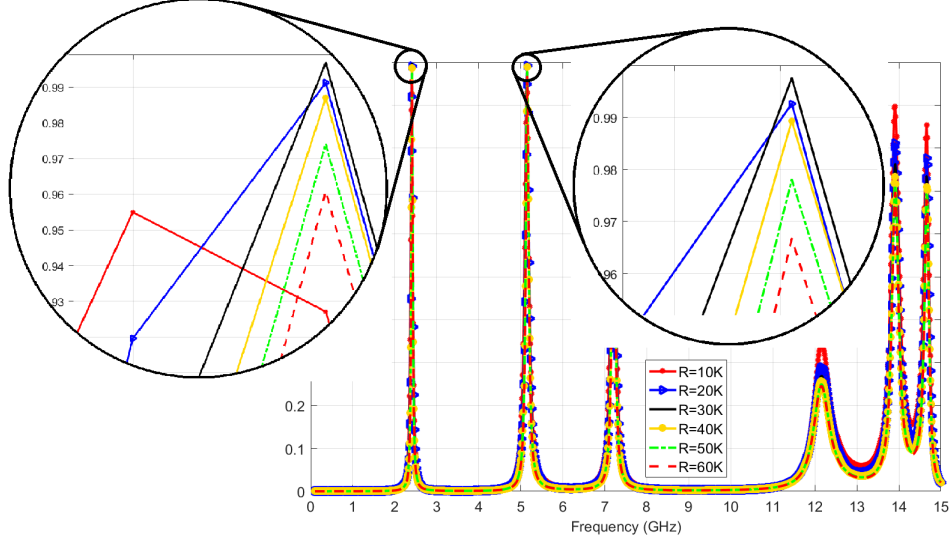 0.99
0.98
0.97
0.96
0.95
0.94
.93
0.99
0.98
0.97
.96
0.2
0.1
0
R=10K
R=20K
R=30K
R=40K
R=50K
R=60K
0 1 2 3 4 5 6 7 8 9 10 11 12 13 14 15
Frequency (GHz)